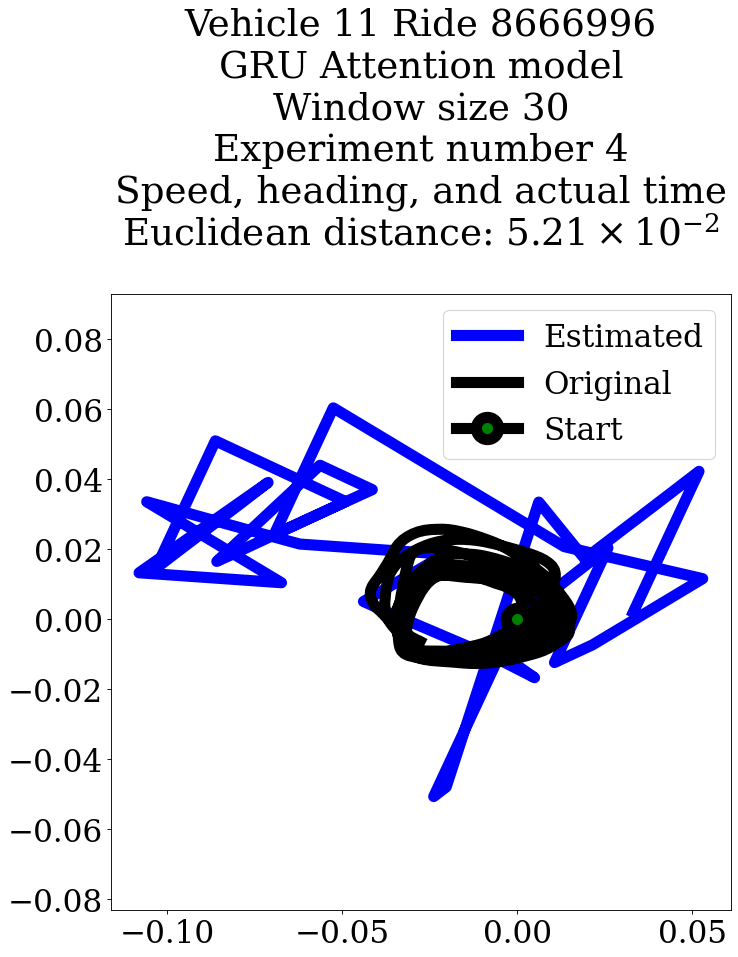 Vehicle 11 Ride 8666996
GRU Attention model
Window size 30
Experiment number 4
Speed, heading, and actual time
Euclidean distance: 5.21 × 10⁻²
Estimated
Original
Start
0.08
0.06
0.04
0.02
0.00
−0.02
−0.04
−0.06
−0.08
−0.10
−0.05
0.00
0.05